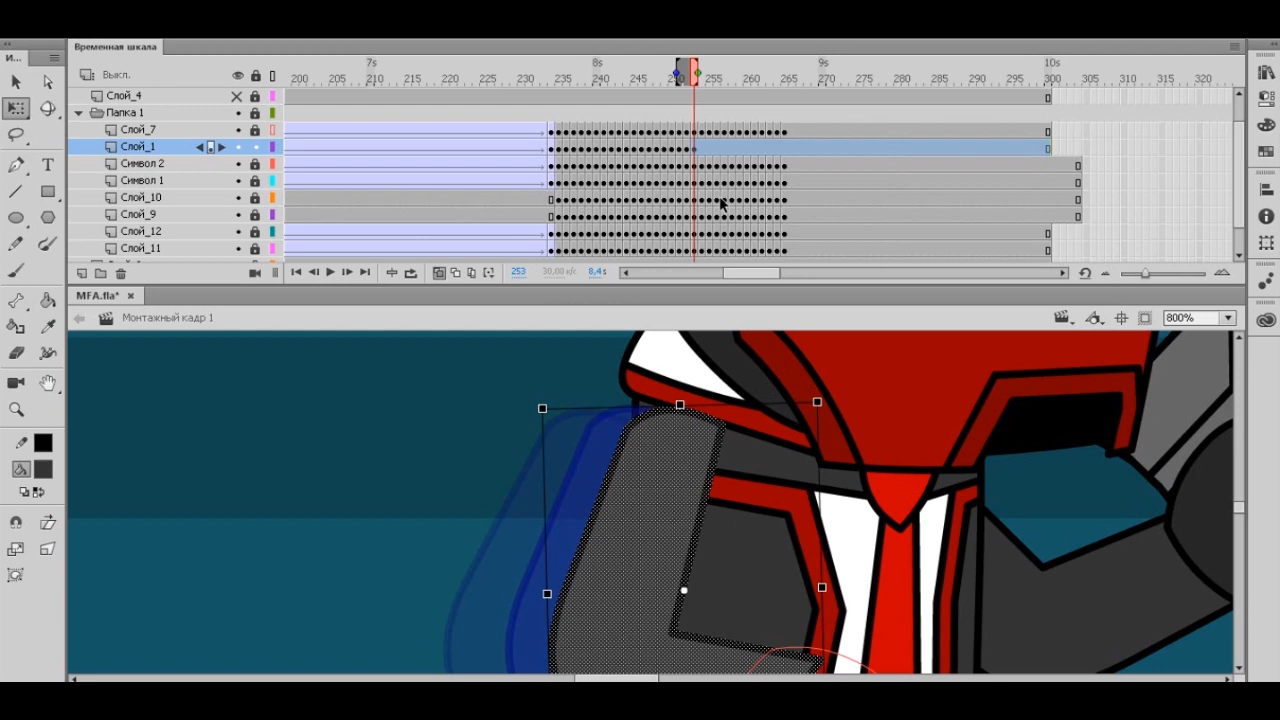 Временная шкала
И...
Выкл.
7s 8s 9s 10s
200 205 210 215 220 225 230 235 240 245 250 255 260 265 270 275 280 285 290 295 300 305 310 315 320
Слой_4
Папка 1
Слой_7
Слой_1
Символ 2
Символ 1
Слой_10
Слой_9
Слой_12
Слой_11
253 30,00 к/с 8,4 s
MFA.fla*
Монтажный кадр 1
800%